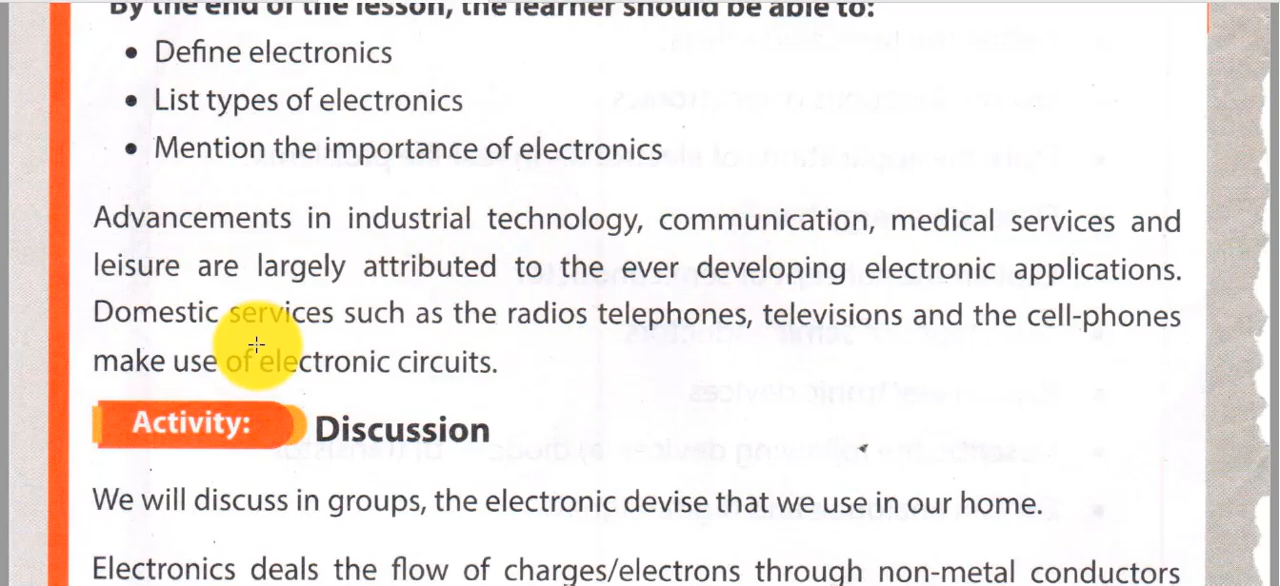 By the end of the lesson, the learner should be able to:
• Define electronics
• List types of electronics
• Mention the importance of electronics
Advancements in industrial technology, communication, medical services and
leisure are largely attributed to the ever developing electronic applications.
Domestic services such as the radios telephones, televisions and the cell-phones
make use of electronic circuits.
Activity: Discussion
We will discuss in groups, the electronic devise that we use in our home.
Electronics deals the flow of charges/electrons through non-metal conductors